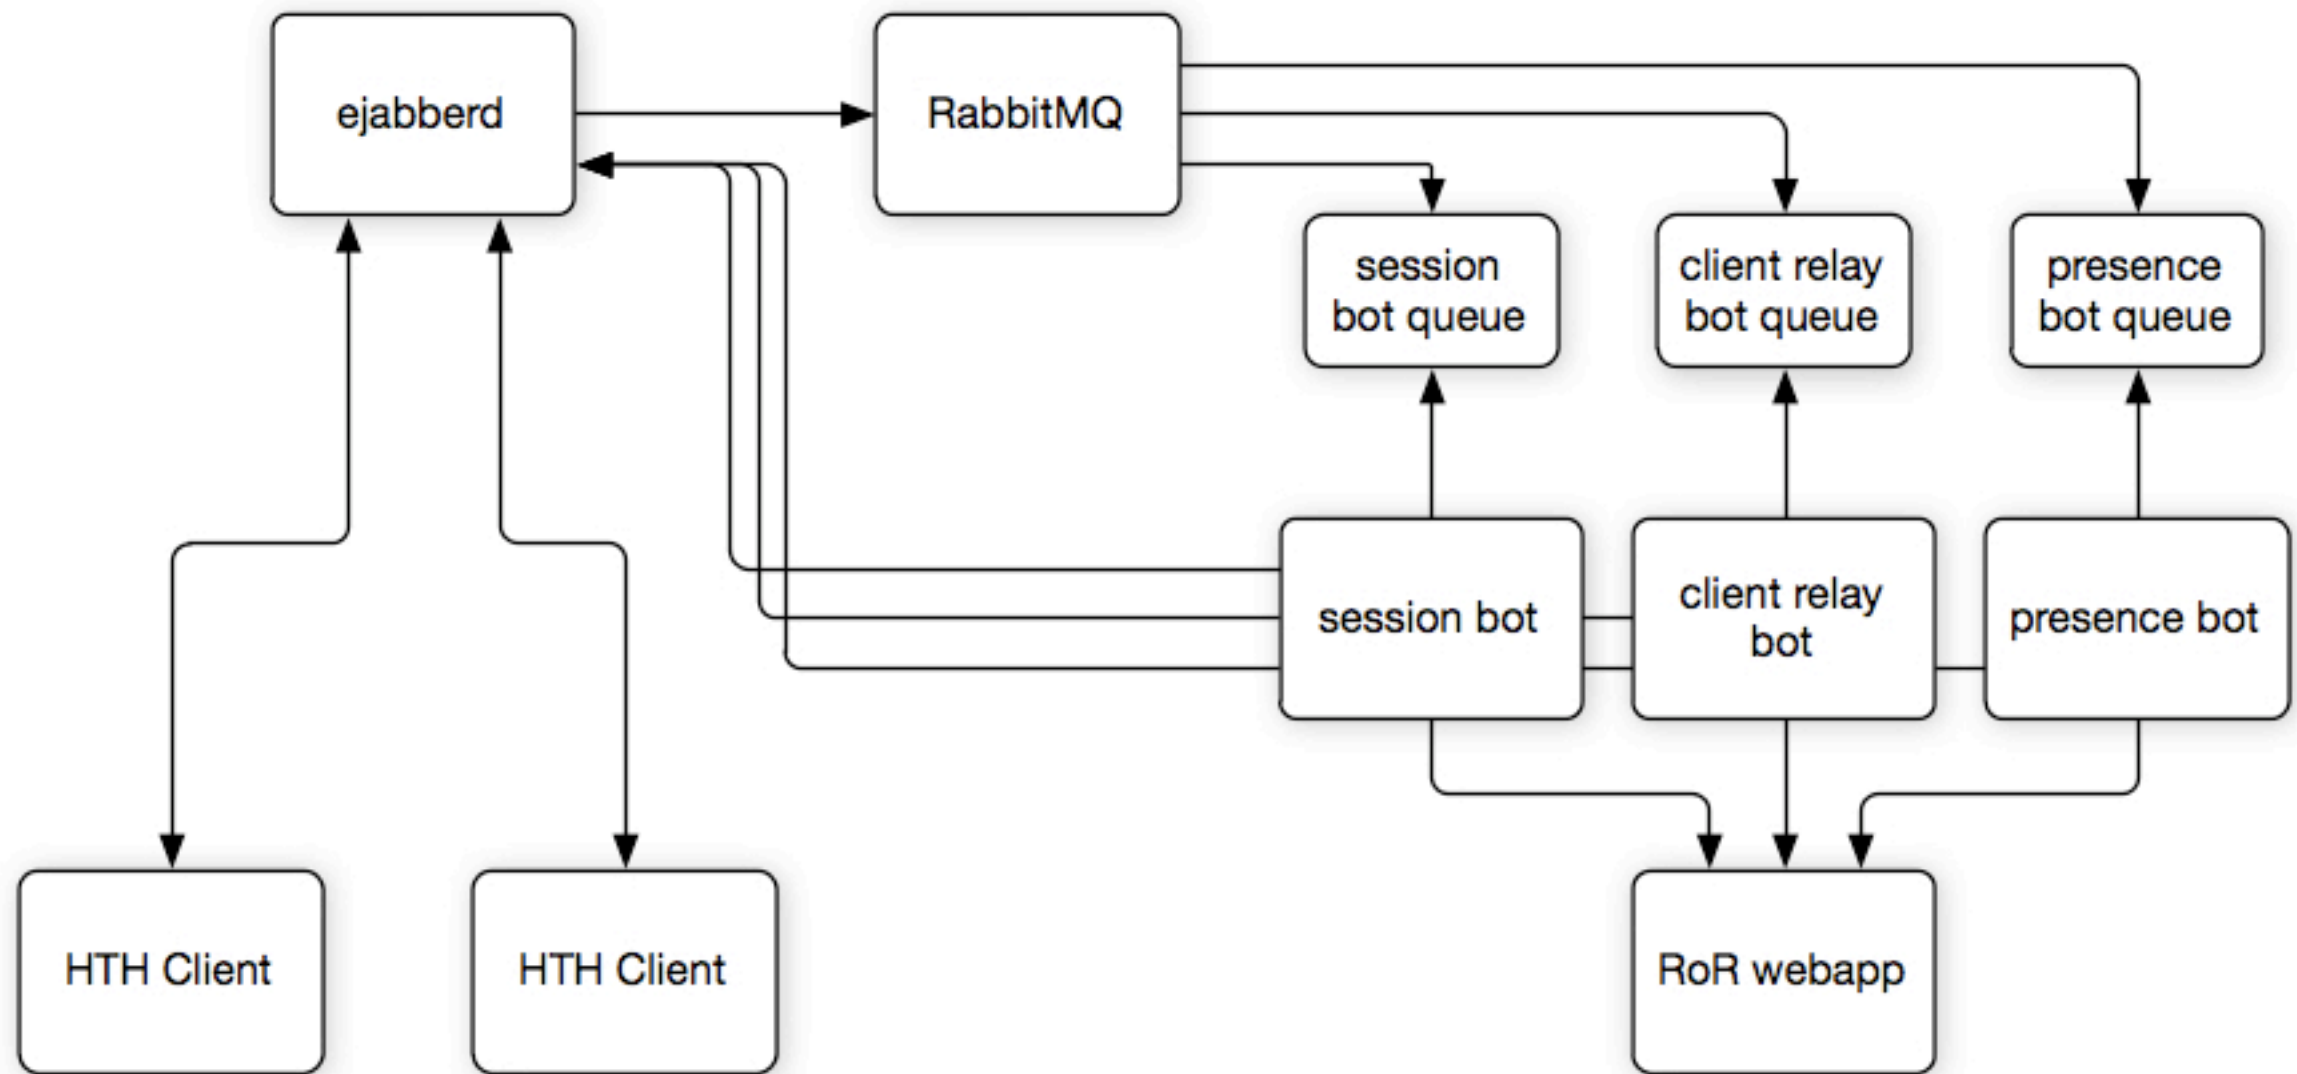 ejabberd
RabbitMQ
session
bot queue
client relay
bot queue
presence
bot queue
session bot
client relay
bot
presence bot
HTH Client
HTH Client
RoR webapp